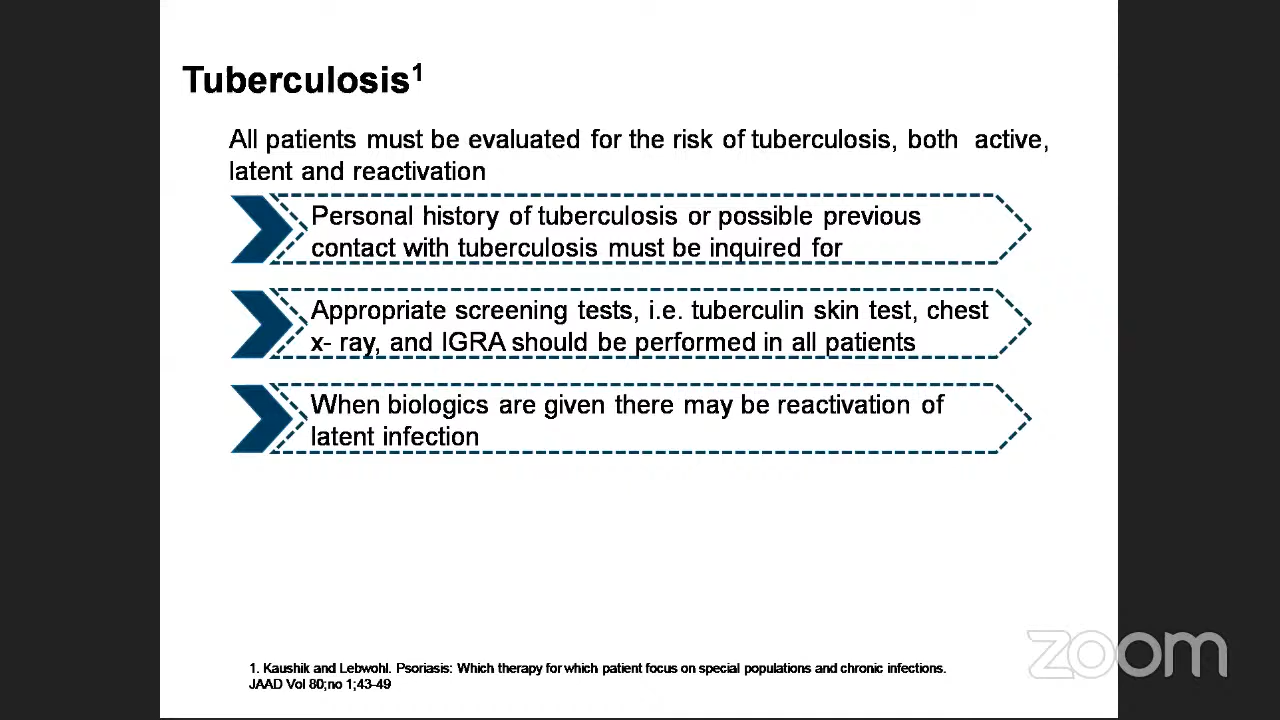 Tuberculosis¹
All patients must be evaluated for the risk of tuberculosis, both active,
latent and reactivation
Personal history of tuberculosis or possible previous
contact with tuberculosis must be inquired for
Appropriate screening tests, i.e. tuberculin skin test, chest
x- ray, and IGRA should be performed in all patients
When biologics are given there may be reactivation of
latent infection
1. Kaushik and Lebwohl. Psoriasis: Which therapy for which patient focus on special populations and chronic infections.
JAAD Vol 80;no 1;43-49
zoom